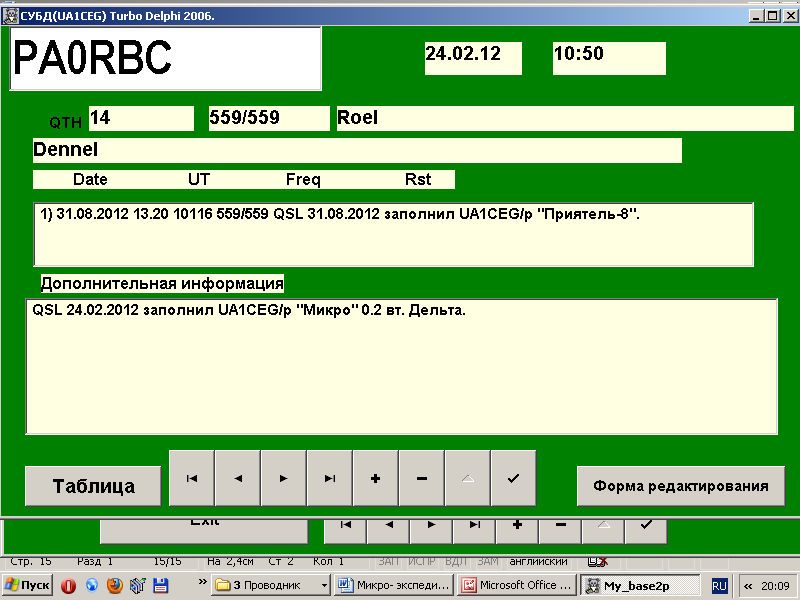 СУБД(UA1CEG) Turbo Delphi 2006.
PA0RBC
24.02.12
10:50
QTH 14
559/559
Roel
Dennel
Date UT Freq Rst
1) 31.08.2012 13.20 10116 559/559 QSL 31.08.2012 заполнил UA1CEG/p "Приятель-8".
Дополнительная информация
QSL 24.02.2012 заполнил UA1CEG/p "Микро" 0.2 вт. Дельта.
Таблица
Форма редактирования
Exit
Стр. 15 Разд 1 15/15 На 2,4см Ст 2 Кол 1 ЗАП ИСПР ВДЛ ЗАМ английский
Пуск » 3 Проводник Микро- экспеди... Microsoft Office ... My_base2p RU « 20:09